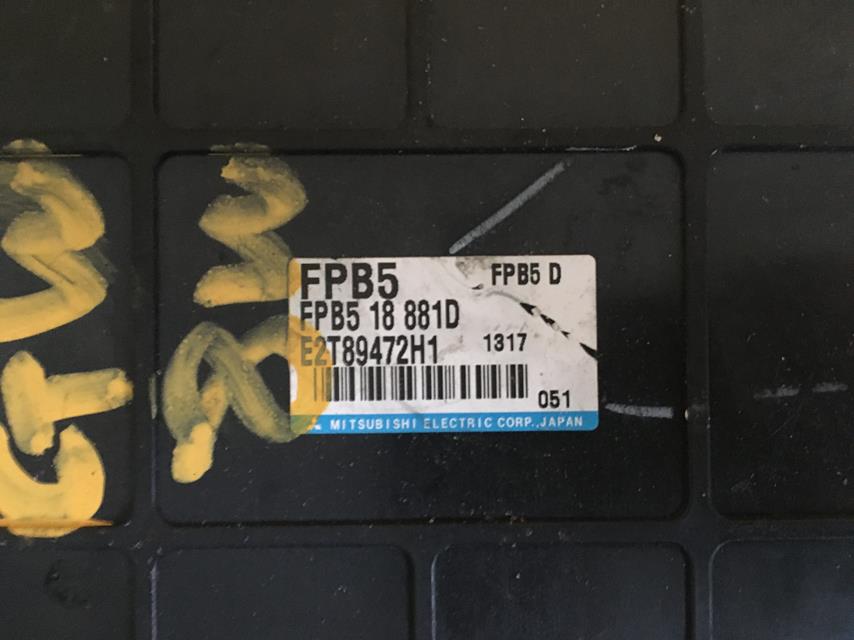 FPB5 FPB5 D
FPB5 18 881D
E2T89472H1 1317
051
MITSUBISHI ELECTRIC CORP.,JAPAN